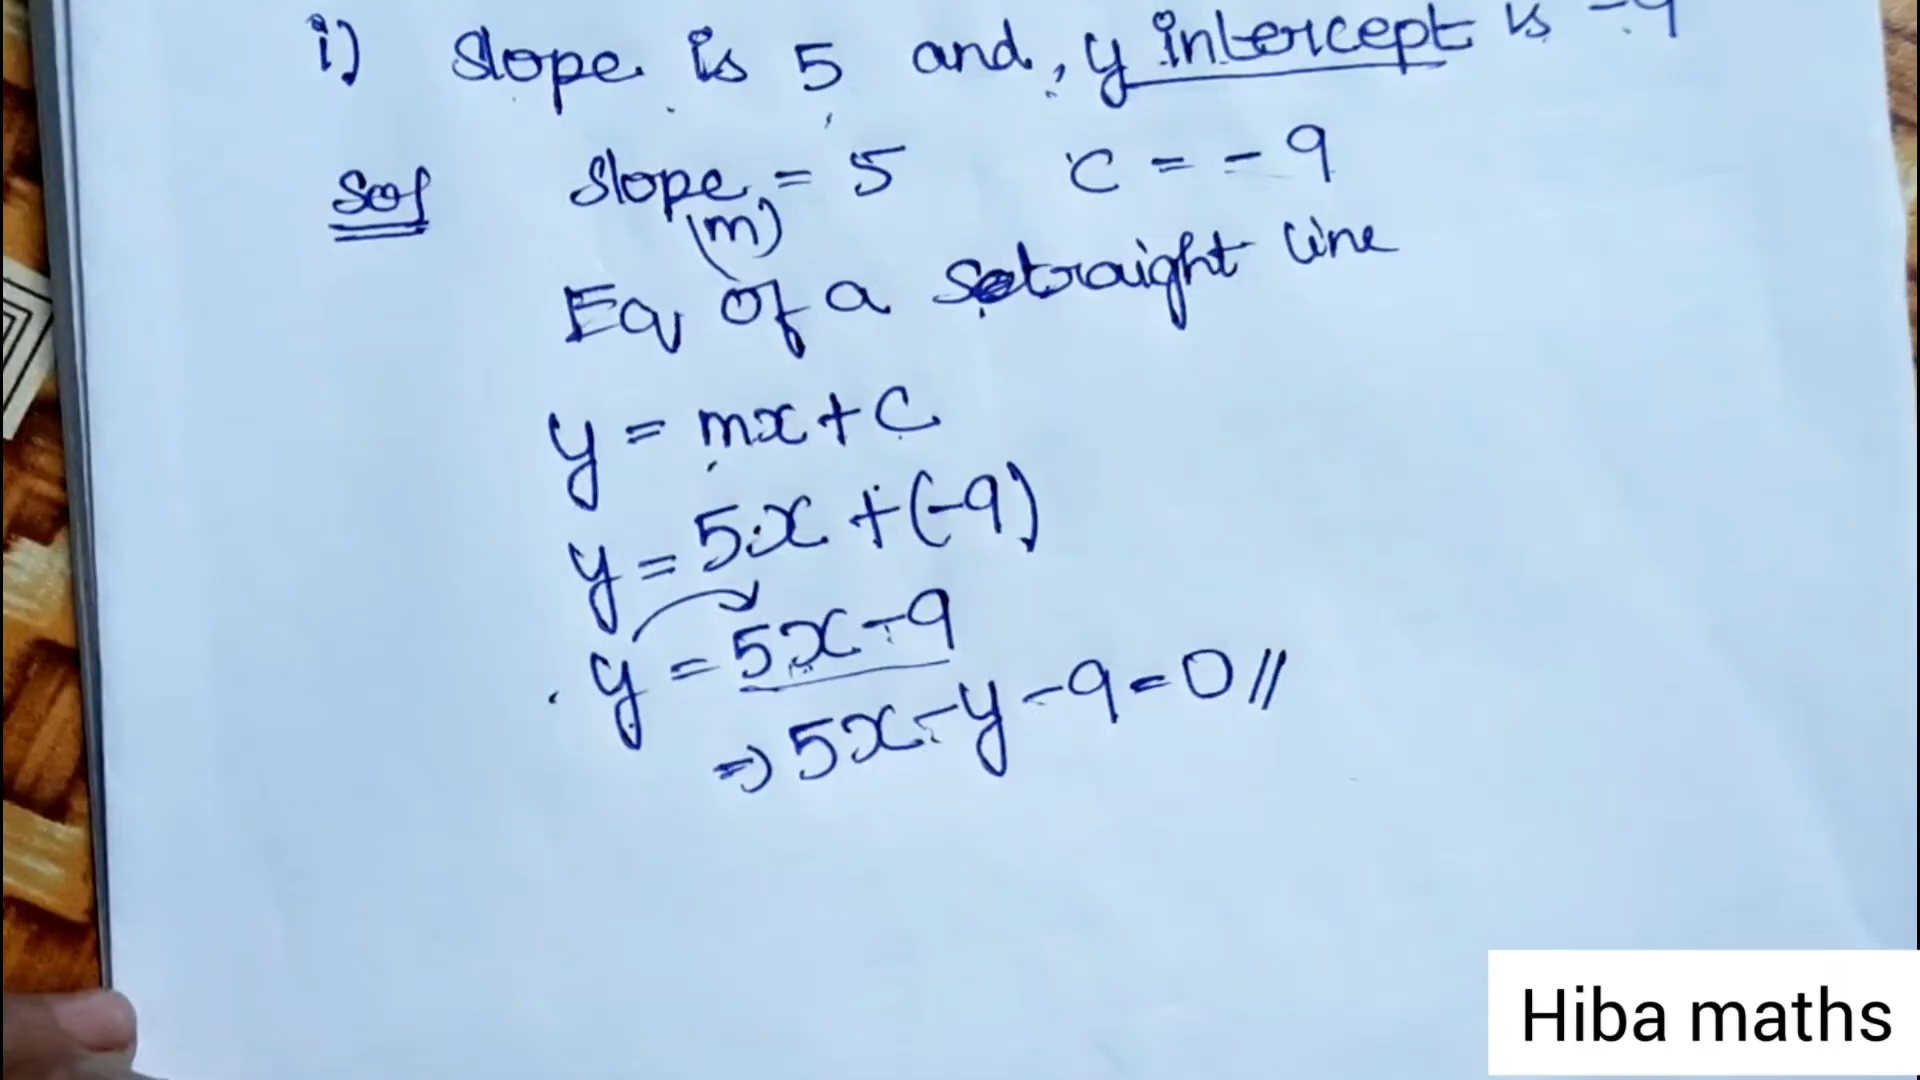 i) Slope is 5 and, y intercept is -9
Sol Slope = 5 C = -9
(m)
Eq of a straight line
y = mx + C
y = 5x + (-9)
y = 5x - 9
⇒ 5x - y - 9 = 0 //
Hiba maths